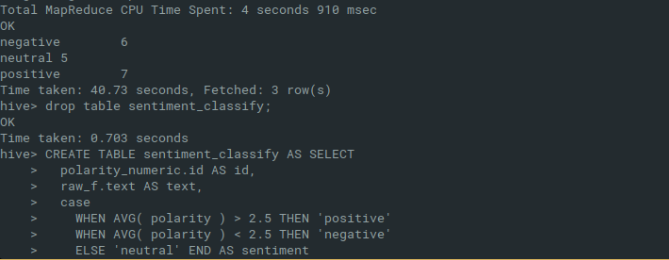 Total MapReduce CPU Time Spent: 4 seconds 910 msec
OK
negative        6
neutral 5
positive        7
Time taken: 40.73 seconds, Fetched: 3 row(s)
hive> drop table sentiment_classify;
OK
Time taken: 0.703 seconds
hive> CREATE TABLE sentiment_classify AS SELECT
    >   polarity_numeric.id AS id,
    >   raw_f.text AS text,
    >   case
    >     WHEN AVG( polarity ) > 2.5 THEN 'positive'
    >     WHEN AVG( polarity ) < 2.5 THEN 'negative'
    >     ELSE 'neutral' END AS sentiment